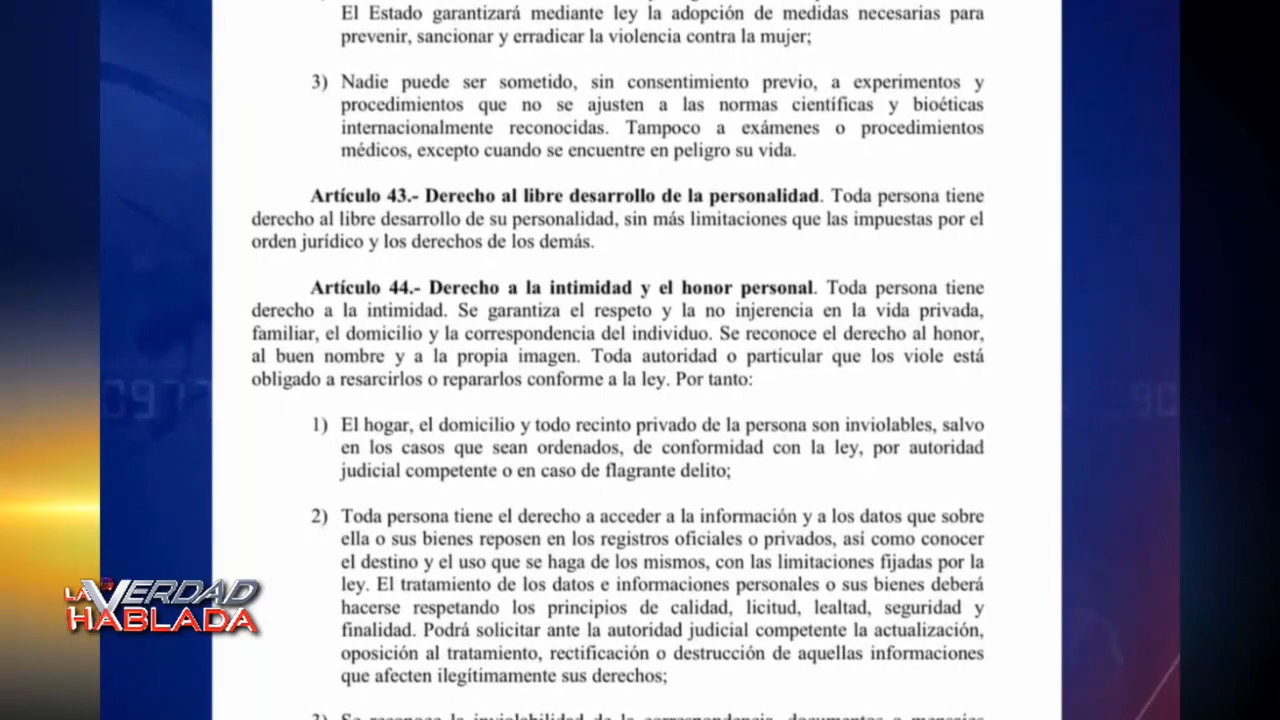 El Estado garantizará mediante ley la adopción de medidas necesarias para
prevenir, sancionar y erradicar la violencia contra la mujer;
3) Nadie puede ser sometido, sin consentimiento previo, a experimentos y
procedimientos que no se ajusten a las normas científicas y bioéticas
internacionalmente reconocidas. Tampoco a exámenes o procedimientos
médicos, excepto cuando se encuentre en peligro su vida.
Artículo 43.- Derecho al libre desarrollo de la personalidad. Toda persona tiene
derecho al libre desarrollo de su personalidad, sin más limitaciones que las impuestas por el
orden jurídico y los derechos de los demás.
Artículo 44.- Derecho a la intimidad y el honor personal. Toda persona tiene
derecho a la intimidad. Se garantiza el respeto y la no injerencia en la vida privada,
familiar, el domicilio y la correspondencia del individuo. Se reconoce el derecho al honor,
al buen nombre y a la propia imagen. Toda autoridad o particular que los viole está
obligado a resarcirlos o repararlos conforme a la ley. Por tanto:
1) El hogar, el domicilio y todo recinto privado de la persona son inviolables, salvo
en los casos que sean ordenados, de conformidad con la ley, por autoridad
judicial competente o en caso de flagrante delito;
2) Toda persona tiene el derecho a acceder a la información y a los datos que sobre
ella o sus bienes reposen en los registros oficiales o privados, así como conocer
el destino y el uso que se haga de los mismos, con las limitaciones fijadas por la
ley. El tratamiento de los datos e informaciones personales o sus bienes deberá
hacerse respetando los principios de calidad, licitud, lealtad, seguridad y
finalidad. Podrá solicitar ante la autoridad judicial competente la actualización,
oposición al tratamiento, rectificación o destrucción de aquellas informaciones
que afecten ilegítimamente sus derechos;
3) Se reconoce la inviolabilidad de la correspondencia, documentos o mensajes
LA VERDAD
HABLADA